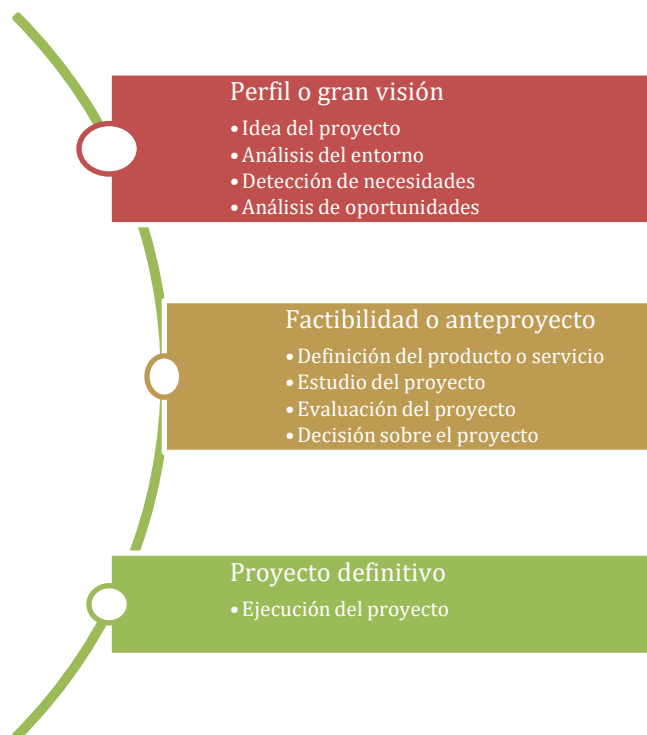 Perfil o gran visión
• Idea del proyecto
• Análisis del entorno
• Detección de necesidades
• Análisis de oportunidades
Factibilidad o anteproyecto
• Definición del producto o servicio
• Estudio del proyecto
• Evaluación del proyecto
• Decisión sobre el proyecto
Proyecto definitivo
• Ejecución del proyecto